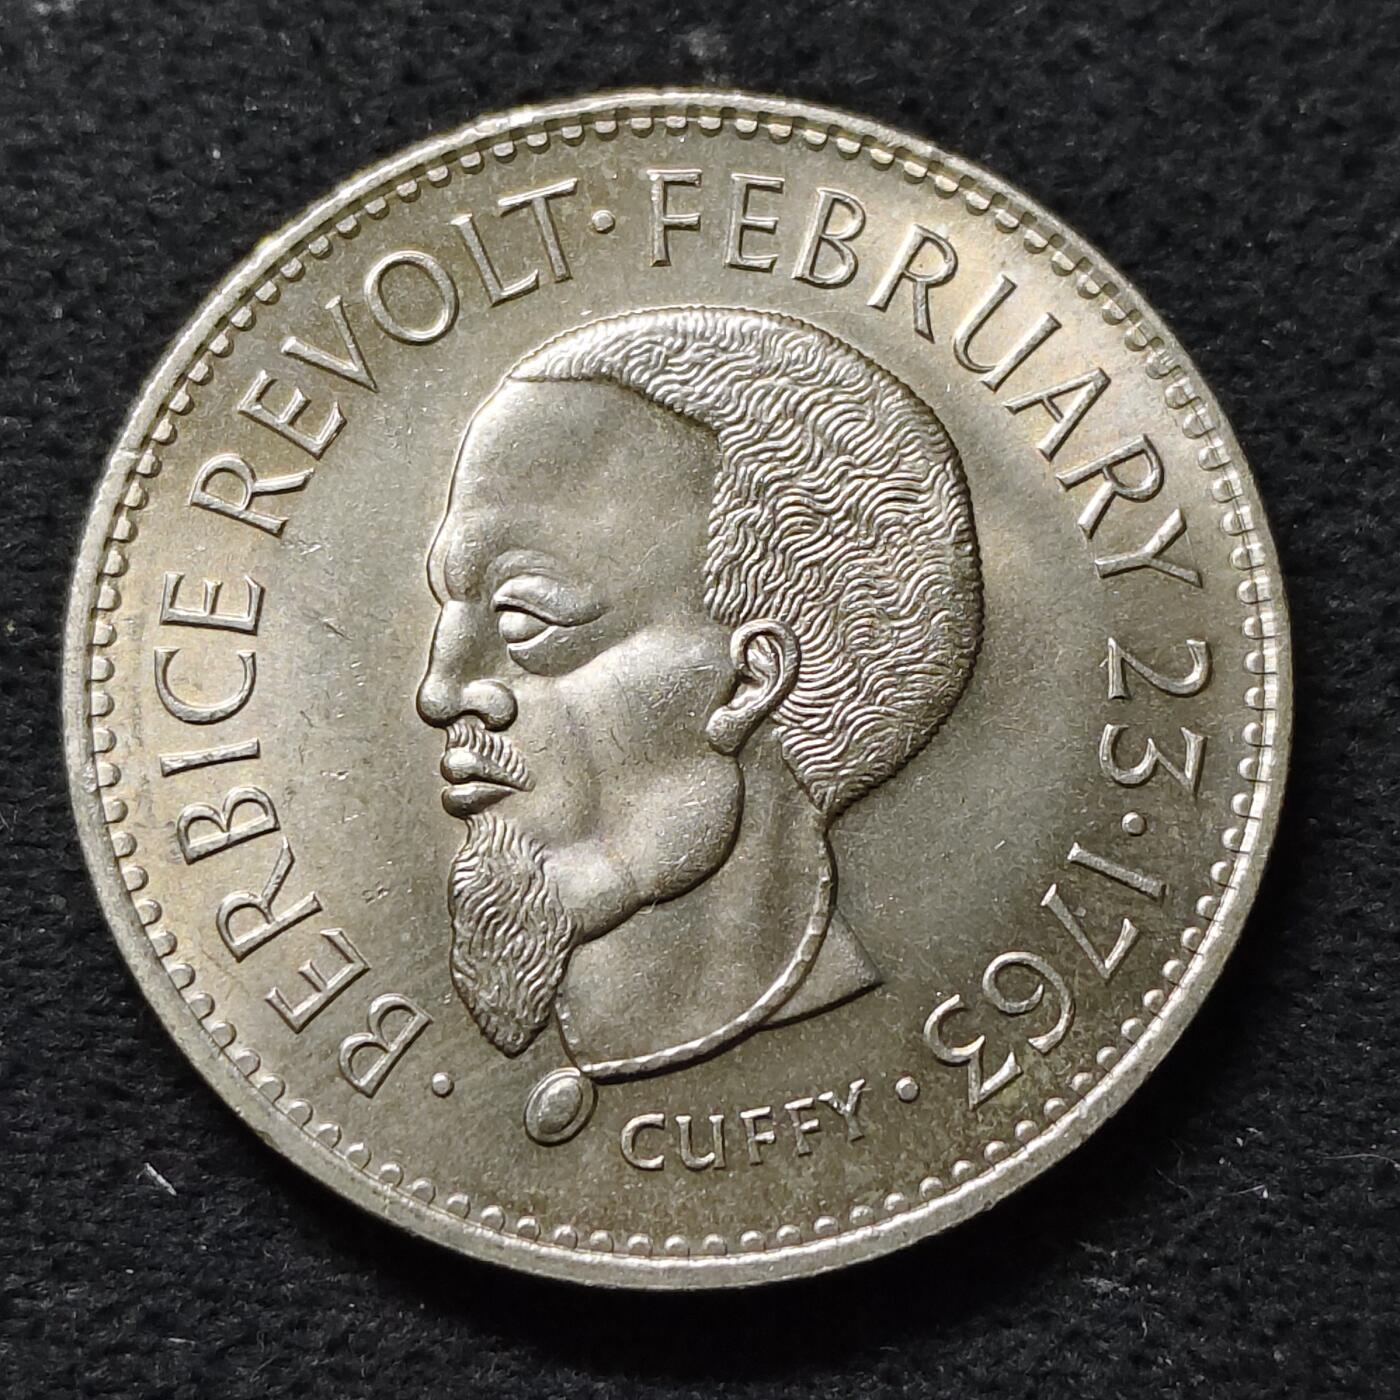 BERBICE REVOLT · FEBRUARY 23 · 1763
CUFFY